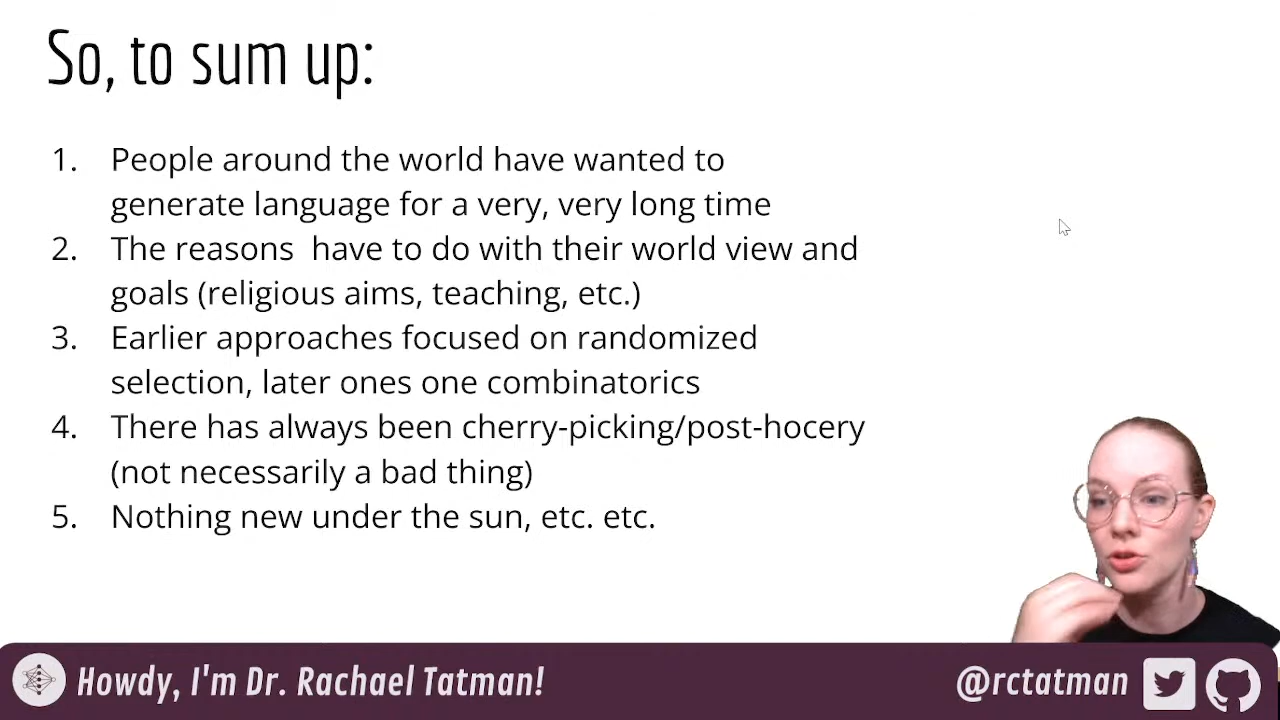 So, to sum up:
1. People around the world have wanted to
generate language for a very, very long time
2. The reasons  have to do with their world view and
goals (religious aims, teaching, etc.)
3. Earlier approaches focused on randomized
selection, later ones one combinatorics
4. There has always been cherry-picking/post-hocery
(not necessarily a bad thing)
5. Nothing new under the sun, etc. etc.
Howdy, I'm Dr. Rachael Tatman!
@rctatman